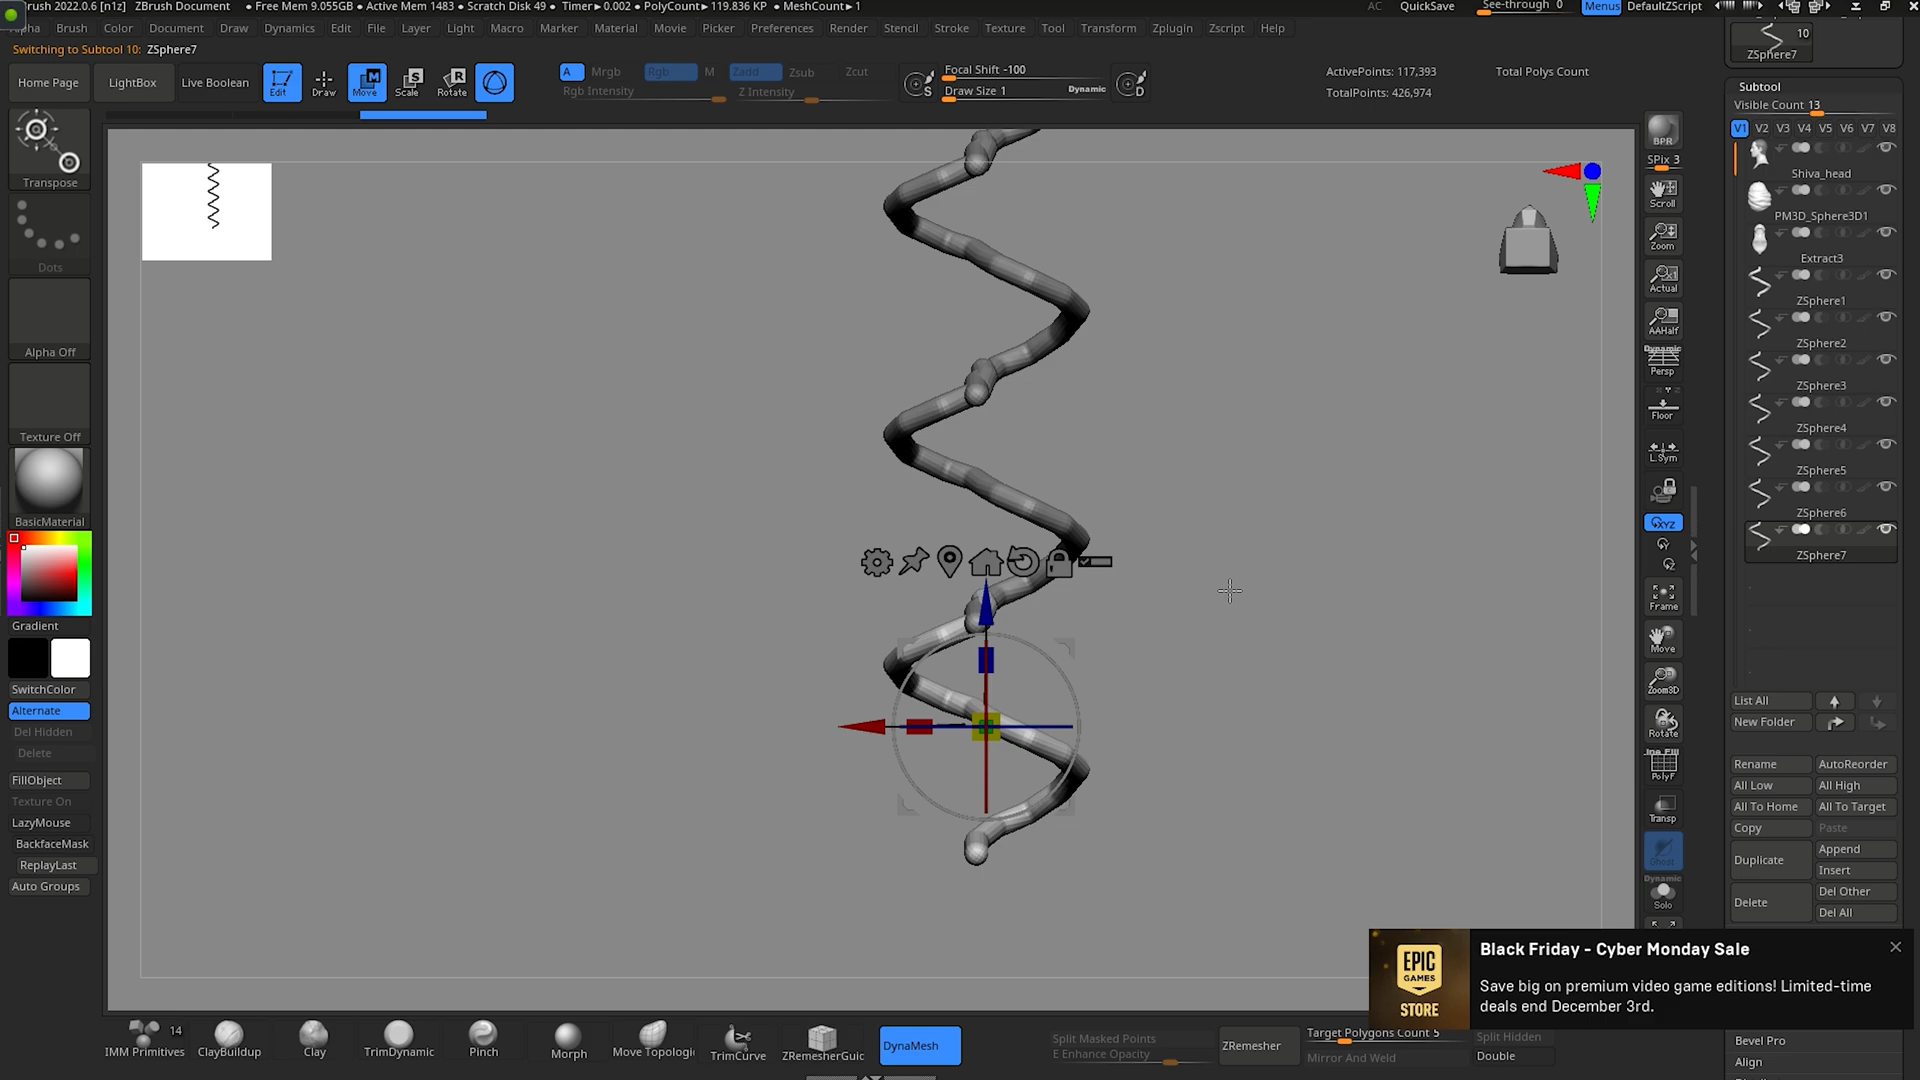 rush 2022.0.6 [n1z] ZBrush Document • Free Mem 9.055GB • Active Mem 1483 • Scratch Disk 49 • Timer▸0.002 • PolyCount▸119.836 KP • MeshCount▸1
AC QuickSave See-through 0 Menus DefaultZScript
Alpha Brush Color Document Draw Dynamics Edit File Layer Light Macro Marker Material Movie Picker Preferences Render Stencil Stroke Texture Tool Transform Zplugin Zscript Help
Switching to Subtool 10: ZSphere7
Home Page LightBox Live Boolean Edit Draw Move Scale Rotate
A Mrgb Rgb M Zadd Zsub Zcut
Rgb Intensity Z Intensity
Focal Shift -100
Draw Size 1 Dynamic
S D
ActivePoints: 117,393 Total Polys Count
TotalPoints: 426,974
10
ZSphere7
Subtool
Visible Count 13
V1 V2 V3 V4 V5 V6 V7 V8
Shiva_head
PM3D_Sphere3D1
Extract3
ZSphere1
ZSphere2
ZSphere3
ZSphere4
ZSphere5
ZSphere6
ZSphere7
List All
New Folder
Rename AutoReorder
All Low All High
All To Home All To Target
Copy Paste
Duplicate Append
Insert
Delete Del Other
Del All
Bevel Pro
Align
Transpose
Dots
Alpha Off
Texture Off
BasicMaterial
Gradient
SwitchColor
Alternate
Del Hidden
Delete
FillObject
Texture On
LazyMouse
BackfaceMask
ReplayLast
Auto Groups
BPR
SPix 3
Scroll
Zoom
Actual
AAHalf
Dynamic
Persp
Floor
L.Sym
XYZ
Frame
Move
Zoom3D
Rotate
Line Fill
PolyF
Transp
Ghost
Dynamic
Solo
EPIC
GAMES
STORE
Black Friday - Cyber Monday Sale
Save big on premium video game editions! Limited-time
deals end December 3rd.
14
IMM Primitives ClayBuildup Clay TrimDynamic Pinch Morph Move Topologi TrimCurve ZRemesherGuic DynaMesh
Split Masked Points
E Enhance Opacity
ZRemesher
Target Polygons Count 5
Mirror And Weld
Split Hidden
Double